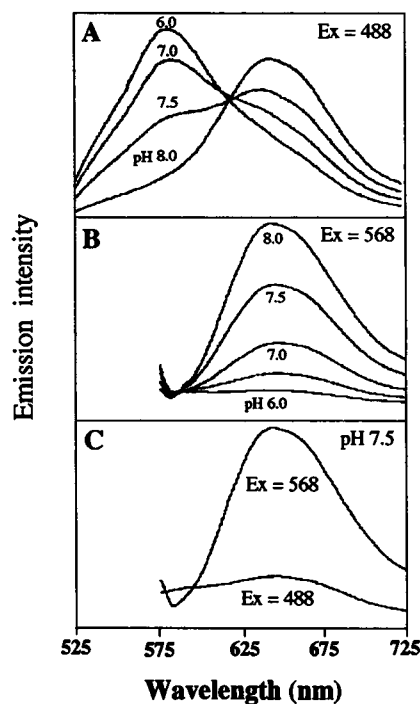 A
Ex = 488
6.0
7.0
7.5
pH 8.0
B
Ex = 568
8.0
7.5
7.0
pH 6.0
C
pH 7.5
Ex = 568
Ex = 488
Emission intensity
525
575
625
675
725
Wavelength (nm)